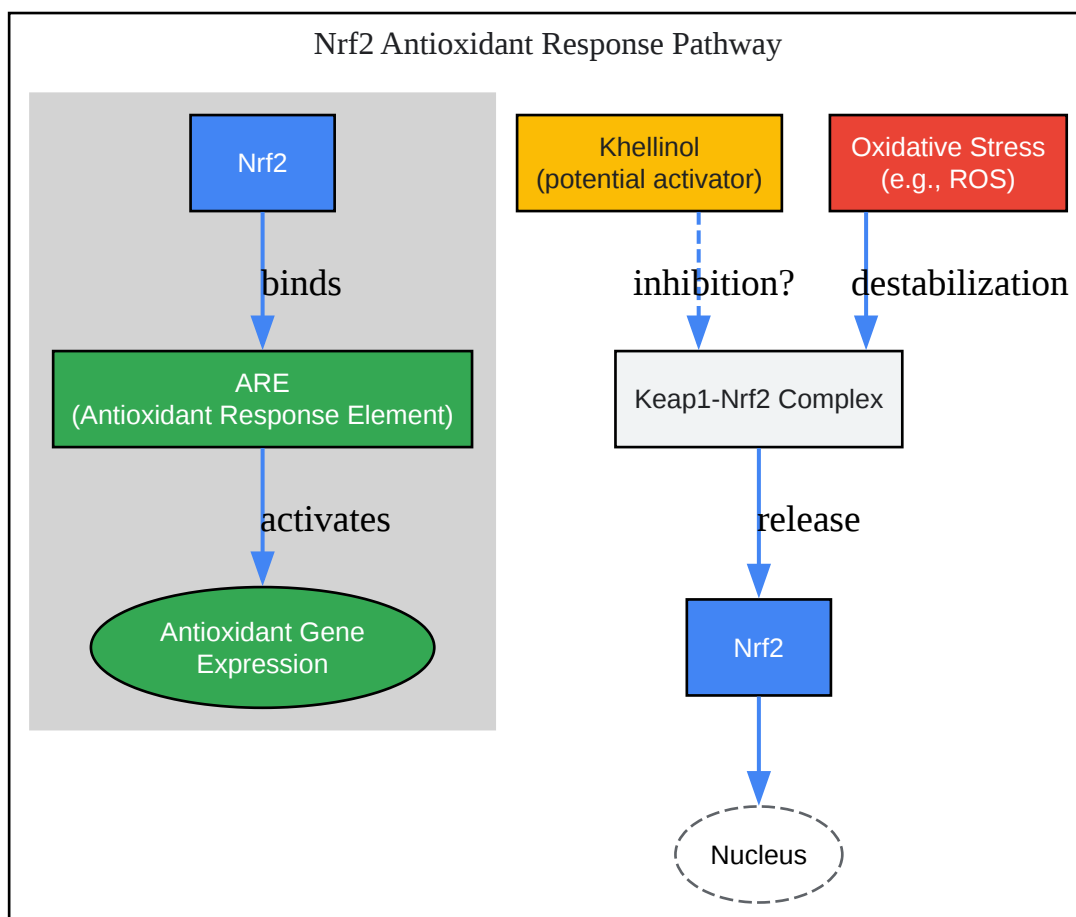 Nrf2 Antioxidant Response Pathway
Nrf2
binds
ARE
(Antioxidant Response Element)
activates
Antioxidant Gene
Expression
Khellinol
(potential activator)
inhibition?
Oxidative Stress
(e.g., ROS)
destabilization
Keap1-Nrf2 Complex
release
Nrf2
Nucleus